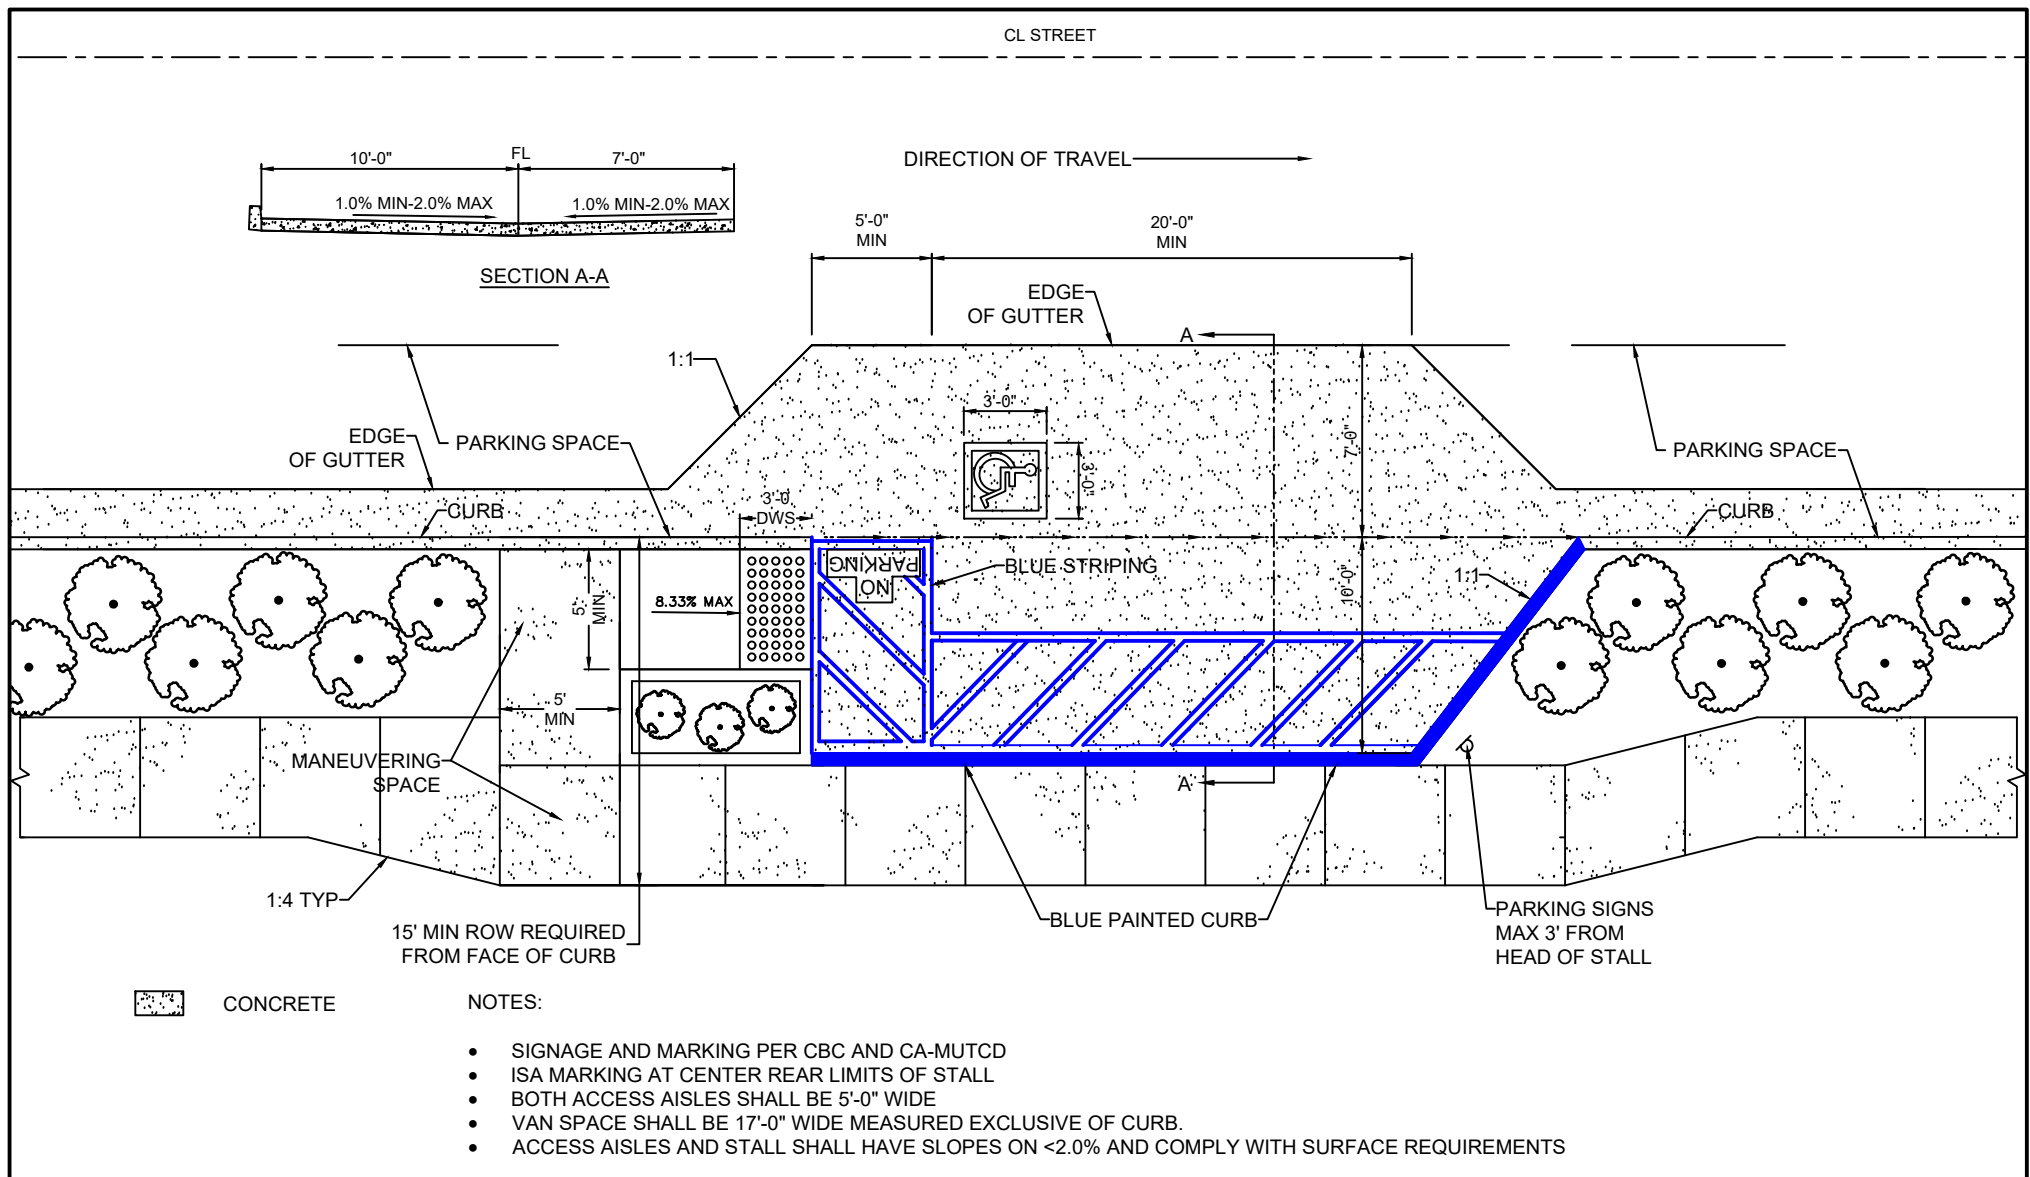 CL STREET
10'-0"
FL
7'-0"
1.0% MIN-2.0% MAX
1.0% MIN-2.0% MAX
SECTION A-A
DIRECTION OF TRAVEL
5'-0"
MIN
20'-0"
MIN
EDGE
OF GUTTER
A
1:1
3'-0"
3'-0"
7'-0"
EDGE
OF GUTTER
PARKING SPACE
PARKING SPACE
CURB
3'-0
DWS
CURB
NO
PARKING
BLUE STRIPING
10'-0"
1:1
8.33% MAX
5'
MIN
5'
MIN
MANEUVERING
SPACE
A
1:4 TYP
15' MIN ROW REQUIRED
FROM FACE OF CURB
BLUE PAINTED CURB
PARKING SIGNS
MAX 3' FROM
HEAD OF STALL
CONCRETE
NOTES:
• SIGNAGE AND MARKING PER CBC AND CA-MUTCD
• ISA MARKING AT CENTER REAR LIMITS OF STALL
• BOTH ACCESS AISLES SHALL BE 5'-0" WIDE
• VAN SPACE SHALL BE 17'-0" WIDE MEASURED EXCLUSIVE OF CURB.
• ACCESS AISLES AND STALL SHALL HAVE SLOPES ON <2.0% AND COMPLY WITH SURFACE REQUIREMENTS